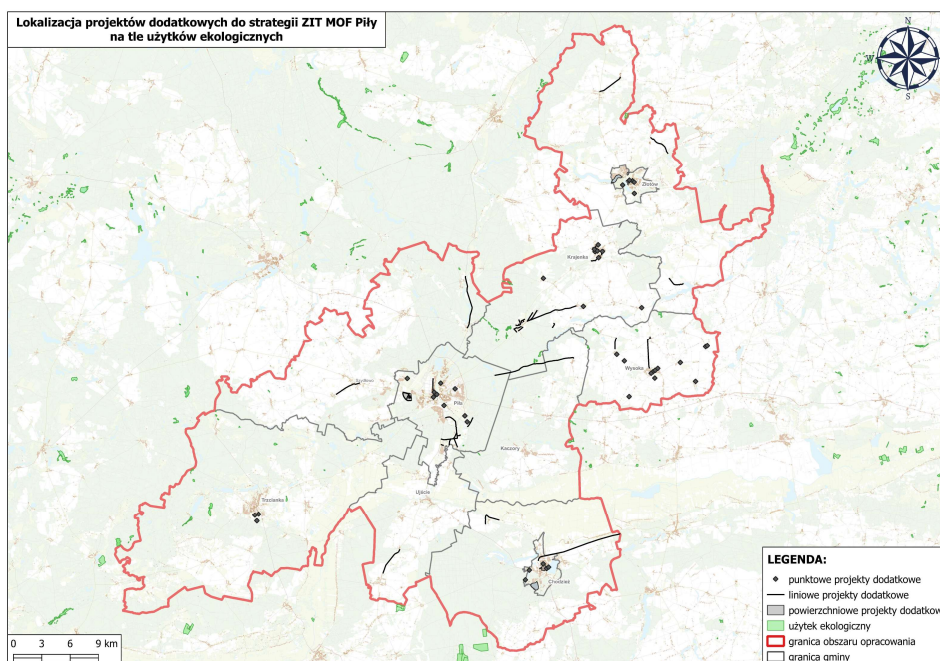 Lokalizacja projektów dodatkowych do strategii ZIT MOF Piły
na tle użytków ekologicznych
N
W
S
Złotów
Krajenka
Wysoka
Szydłowo
Piła
Kaczory
Ujście
Trzcianka
Chodzież
LEGENDA:
punktowe projekty dodatkowe
liniowe projekty dodatkowe
powierzchniowe projekty dodatkow
użytek ekologiczny
granica obszaru opracowania
granica gminy
0 3 6 9 km